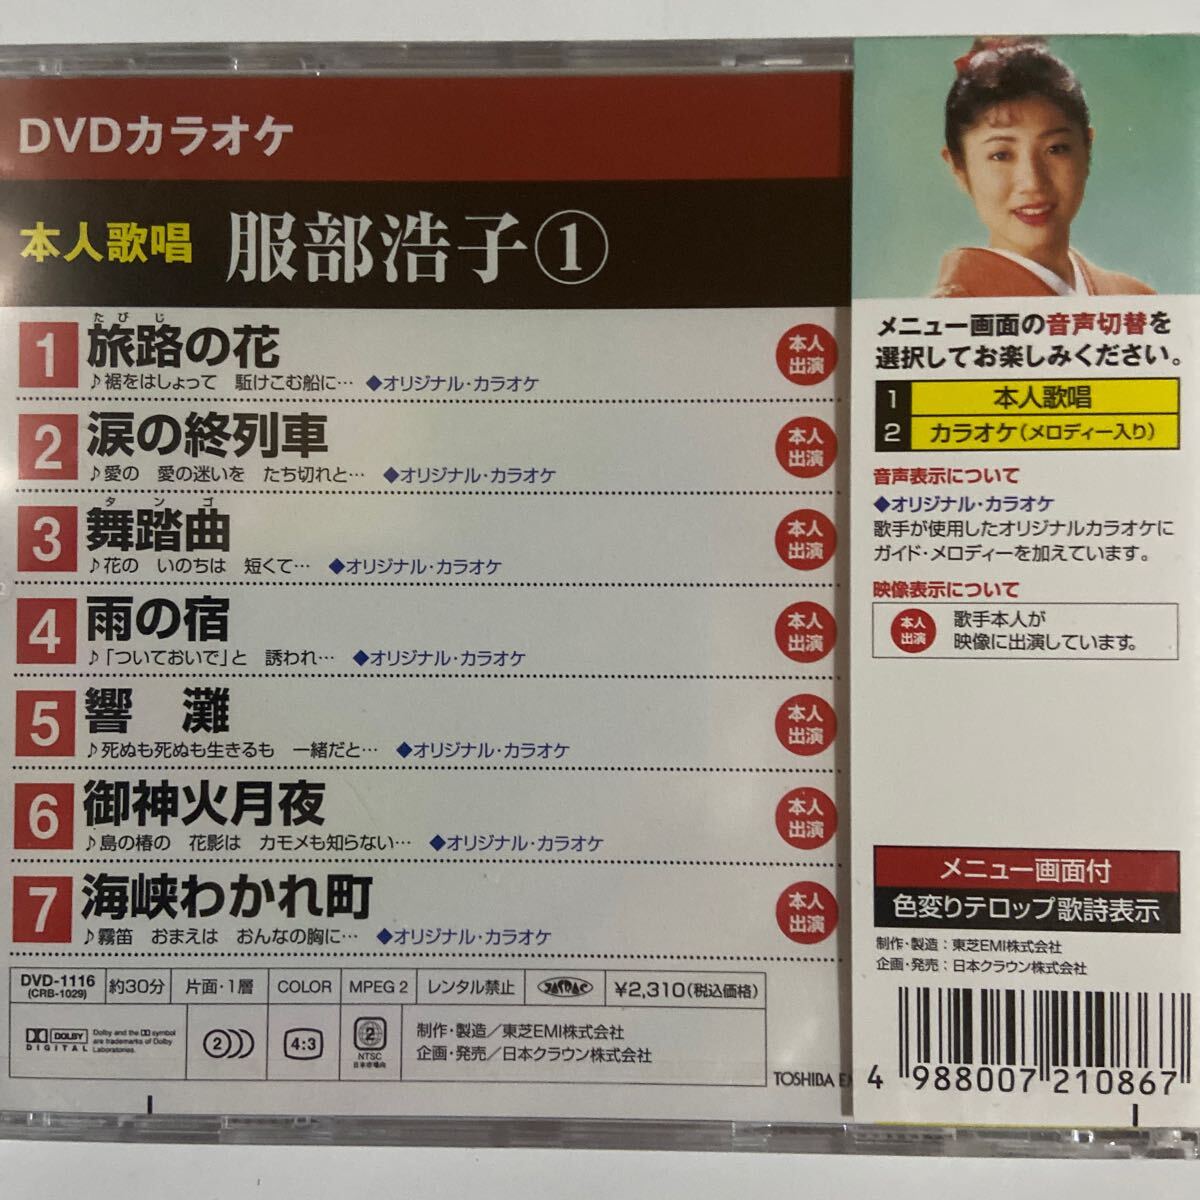 DVDカラオケ
本人歌唱 服部浩子①
たびじ
1 旅路の花 本人出演
♪裾をはしょって 駈けこむ船に… ◆オリジナル・カラオケ
2 涙の終列車 本人出演
♪愛の 愛の迷いを たち切れと… ◆オリジナル・カラオケ
タンゴ
3 舞踏曲 本人出演
♪花の いのちは 短くて… ◆オリジナル・カラオケ
4 雨の宿 本人出演
♪「ついておいで」と 誘われ… ◆オリジナル・カラオケ
5 響 灘 本人出演
♪死ぬも死ぬも生きるも 一緒だと… ◆オリジナル・カラオケ
6 御神火月夜 本人出演
♪島の椿の 花影は カモメも知らない… ◆オリジナル・カラオケ
7 海峡わかれ町 本人出演
♪霧笛 おまえは おんなの胸に… ◆オリジナル・カラオケ
DVD-1116
(CRB-1029)
約30分 片面・1層 COLOR MPEG 2 レンタル禁止 JASRAC ¥2,310(税込価格)
DOLBY
DIGITAL
Dolby and the symbol
are trademarks of Dolby
Laboratories.
2
4:3
2
NTSC
日本市場向
制作・製造/東芝EMI株式会社
企画・発売/日本クラウン株式会社
TOSHIBA
メニュー画面の音声切替を
選択してお楽しみください。
1 本人歌唱
2 カラオケ(メロディー入り)
音声表示について
◆オリジナル・カラオケ
歌手が使用したオリジナルカラオケに
ガイド・メロディーを加えています。
映像表示について
本人出演 歌手本人が
映像に出演しています。
メニュー画面付
色変りテロップ歌詩表示
制作・製造:東芝EMI株式会社
企画・発売:日本クラウン株式会社
4 988007 210867